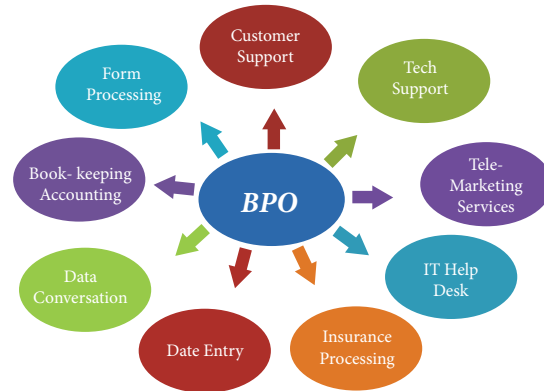 Customer
Support
Tech
Support
Tele-
Marketing
Services
IT Help
Desk
Insurance
Processing
Date Entry
Data
Conversation
Book- keeping
Accounting
Form
Processing
BPO